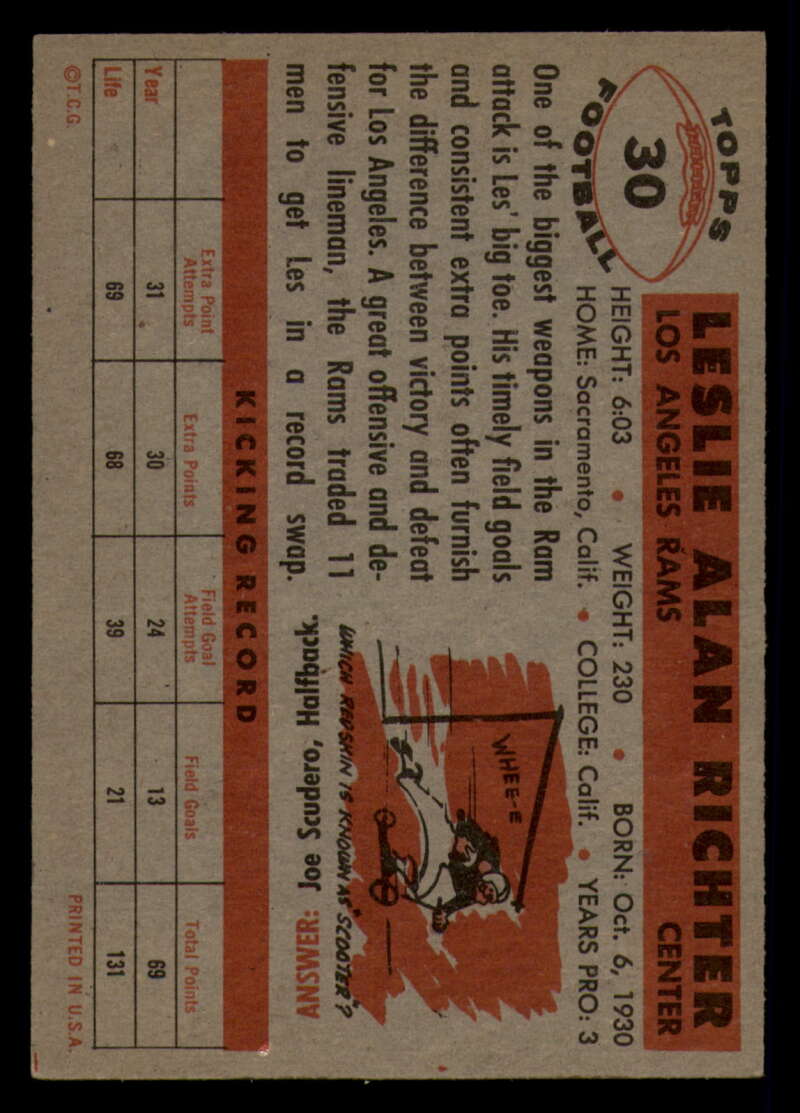 TOPPS
30
FOOTBALL
LESLIE ALAN RICHTER
LOS ANGELES RAMS CENTER
HEIGHT: 6:03 • WEIGHT: 230 • BORN: Oct. 6, 1930
HOME: Sacramento, Calif. • COLLEGE: Calif. • YEARS PRO: 3
One of the biggest weapons in the Ram
attack is Les' big toe. His timely field goals
and consistent extra points often furnish
the difference between victory and defeat
for Los Angeles. A great offensive and de-
fensive lineman, the Rams traded 11
men to get Les in a record swap.
WHEE-E
WHICH REDSKIN IS KNOWN AS "SCOOTER"?
ANSWER: Joe Scudero, Halfback.
KICKING RECORD
Extra Point Attempts Extra Points Field Goal Attempts Field Goals Total Points
Year 31 30 24 13 69
Life 69 68 39 21 131
©T.C.G. PRINTED IN U.S.A.